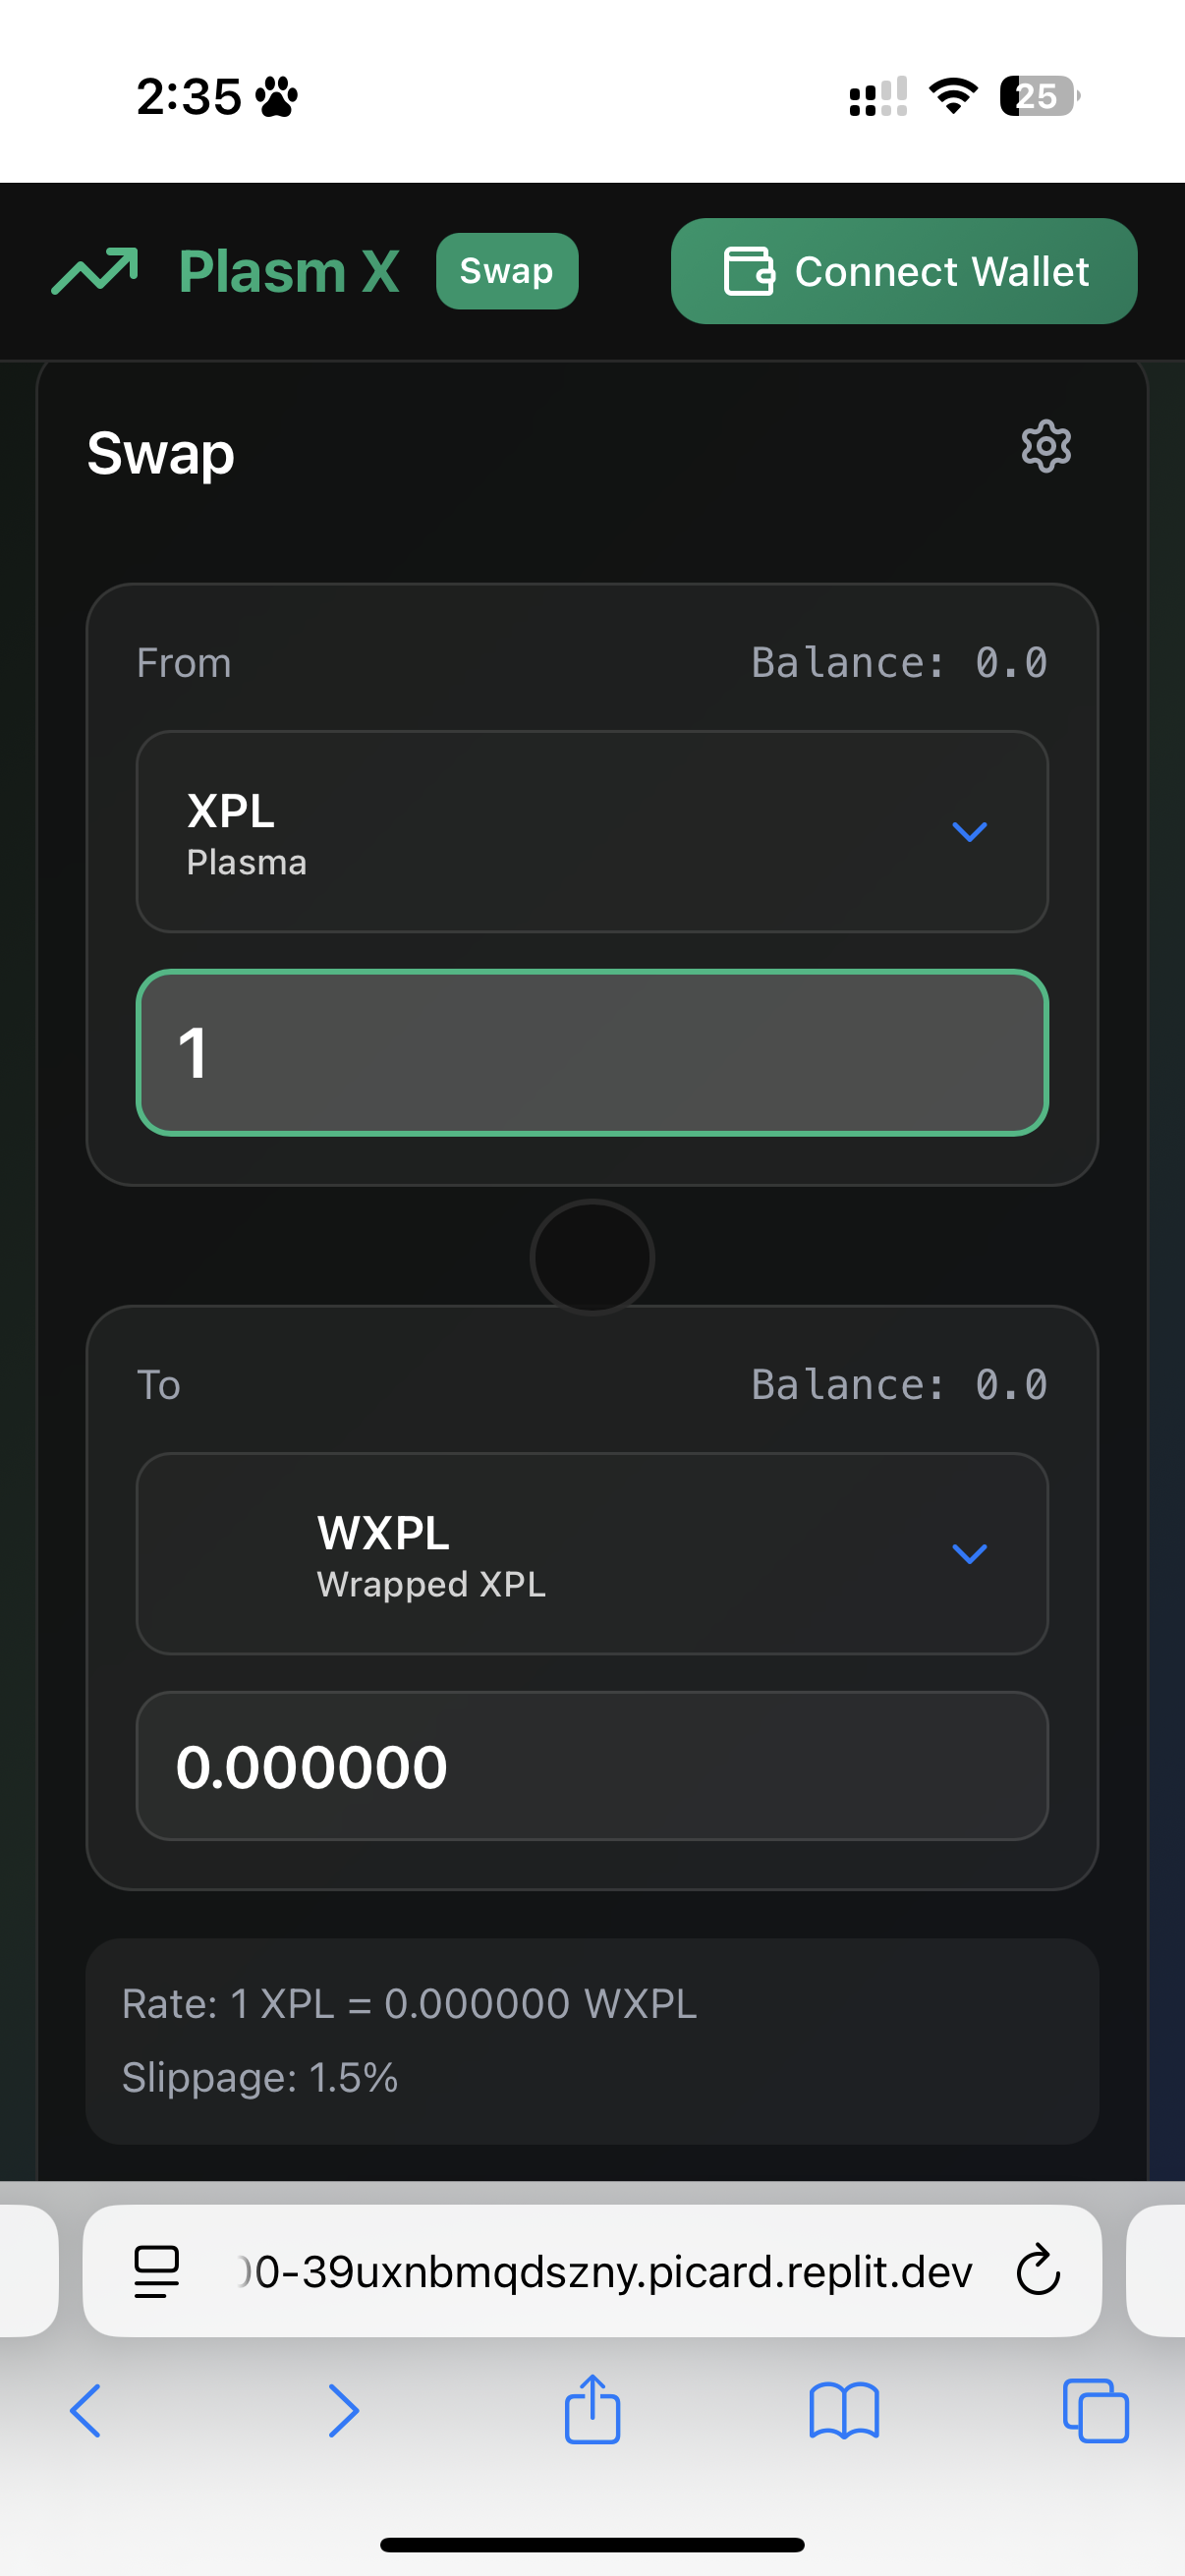 2:35
25
Plasm X
Swap
Connect Wallet
Swap
From
Balance: 0.0
XPL
Plasma
1
To
Balance: 0.0
WXPL
Wrapped XPL
0.000000
Rate: 1 XPL = 0.000000 WXPL
Slippage: 1.5%
0-39uxnbmqdszny.picard.replit.dev